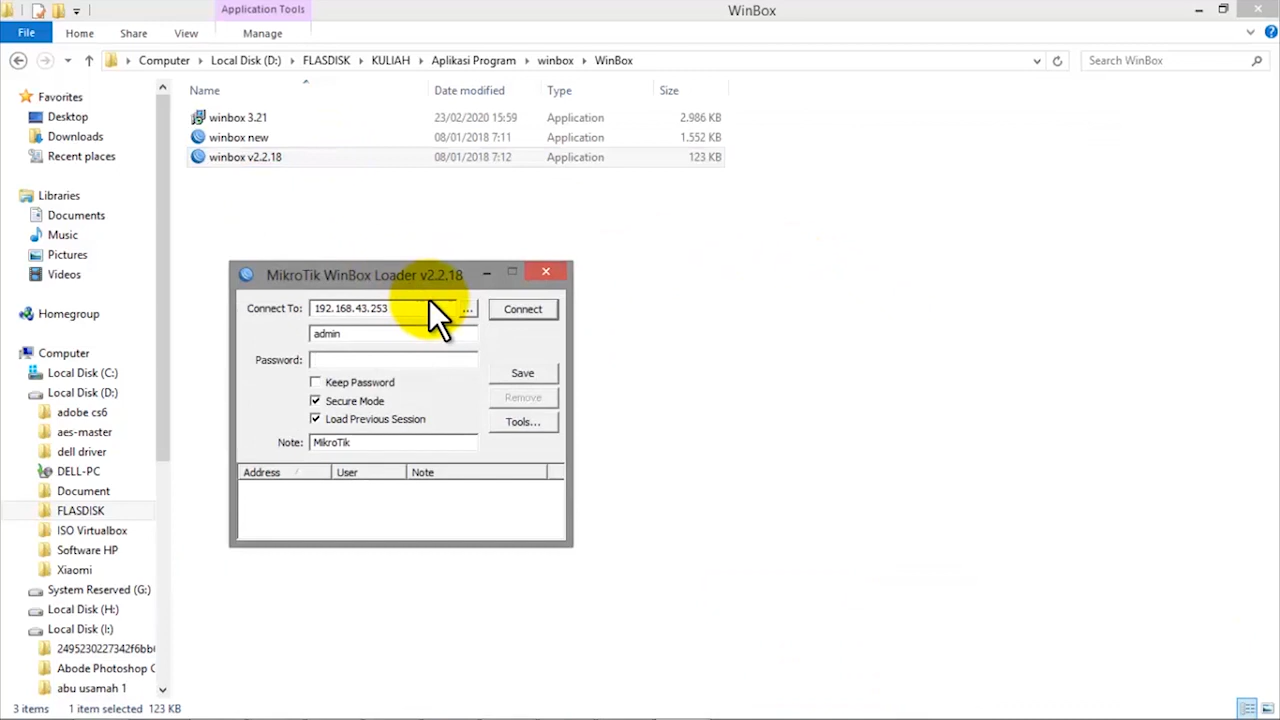 Application Tools
WinBox
File
Home
Share
View
Manage
Computer
Local Disk (D:)
FLASDISK
KULIAH
Aplikasi Program
winbox
WinBox
Search WinBox
Favorites
Desktop
Downloads
Recent places
Libraries
Documents
Music
Pictures
Videos
Homegroup
Computer
Local Disk (C:)
Local Disk (D:)
adobe cs6
aes-master
dell driver
DELL-PC
Document
FLASDISK
ISO Virtualbox
Software HP
Xiaomi
System Reserved (G:)
Local Disk (H:)
Local Disk (I:)
2495230227342f6bb6
Abode Photoshop C
abu usamah 1
Name Date modified Type Size
winbox 3.21 23/02/2020 15:59 Application 2.986 KB
winbox new 08/01/2018 7:11 Application 1.552 KB
winbox v2.2.18 08/01/2018 7:12 Application 123 KB
MikroTik WinBox Loader v2.2.18
Connect To: 192.168.43.253 ... Connect
admin
Password:
Keep Password
Save
Secure Mode
Remove
Load Previous Session
Tools...
Note: MikroTik
Address User Note
3 items 1 item selected 123 KB